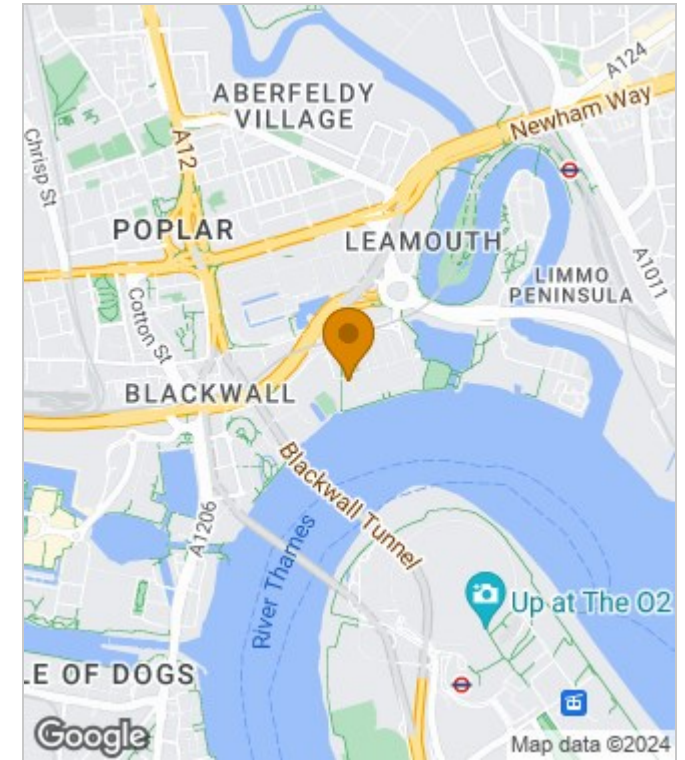 A124
ABERFELDY
VILLAGE
Newham Way
Chrisp St
A12
POPLAR
LEAMOUTH
A1011
LIMMO
PENINSULA
Cotton St
BLACKWALL
Blackwall Tunnel
A1206
River Thames
Up at The O2
LE OF DOGS
Google
Map data ©2024